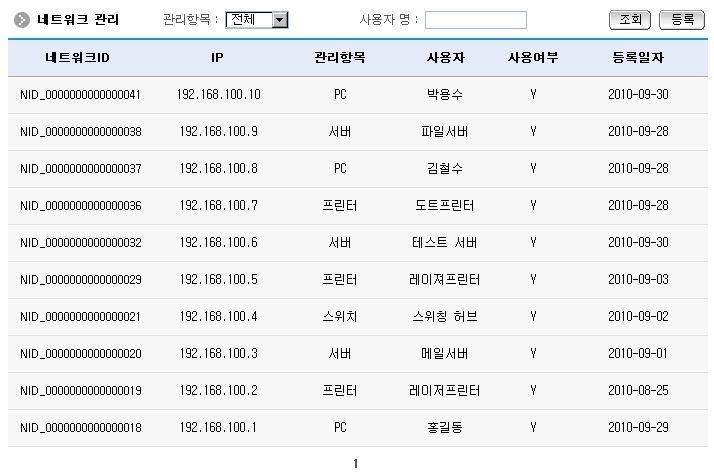 네트워크 관리 관리항목 : 전체 사용자 명 : 조회 등록
네트워크ID IP 관리항목 사용자 사용여부 등록일자
NID_0000000000000041 192.168.100.10 PC 박용수 Y 2010-09-30
NID_0000000000000038 192.168.100.9 서버 파일서버 Y 2010-09-28
NID_0000000000000037 192.168.100.8 PC 김철수 Y 2010-09-28
NID_0000000000000036 192.168.100.7 프린터 도트프린터 Y 2010-09-28
NID_0000000000000032 192.168.100.6 서버 테스트 서버 Y 2010-09-30
NID_0000000000000029 192.168.100.5 프린터 레이져프린터 Y 2010-09-03
NID_0000000000000021 192.168.100.4 스위치 스위칭 허브 Y 2010-09-02
NID_0000000000000020 192.168.100.3 서버 메일서버 Y 2010-09-01
NID_0000000000000019 192.168.100.2 프린터 레이저프린터 Y 2010-08-25
NID_0000000000000018 192.168.100.1 PC 홍길동 Y 2010-09-29
1